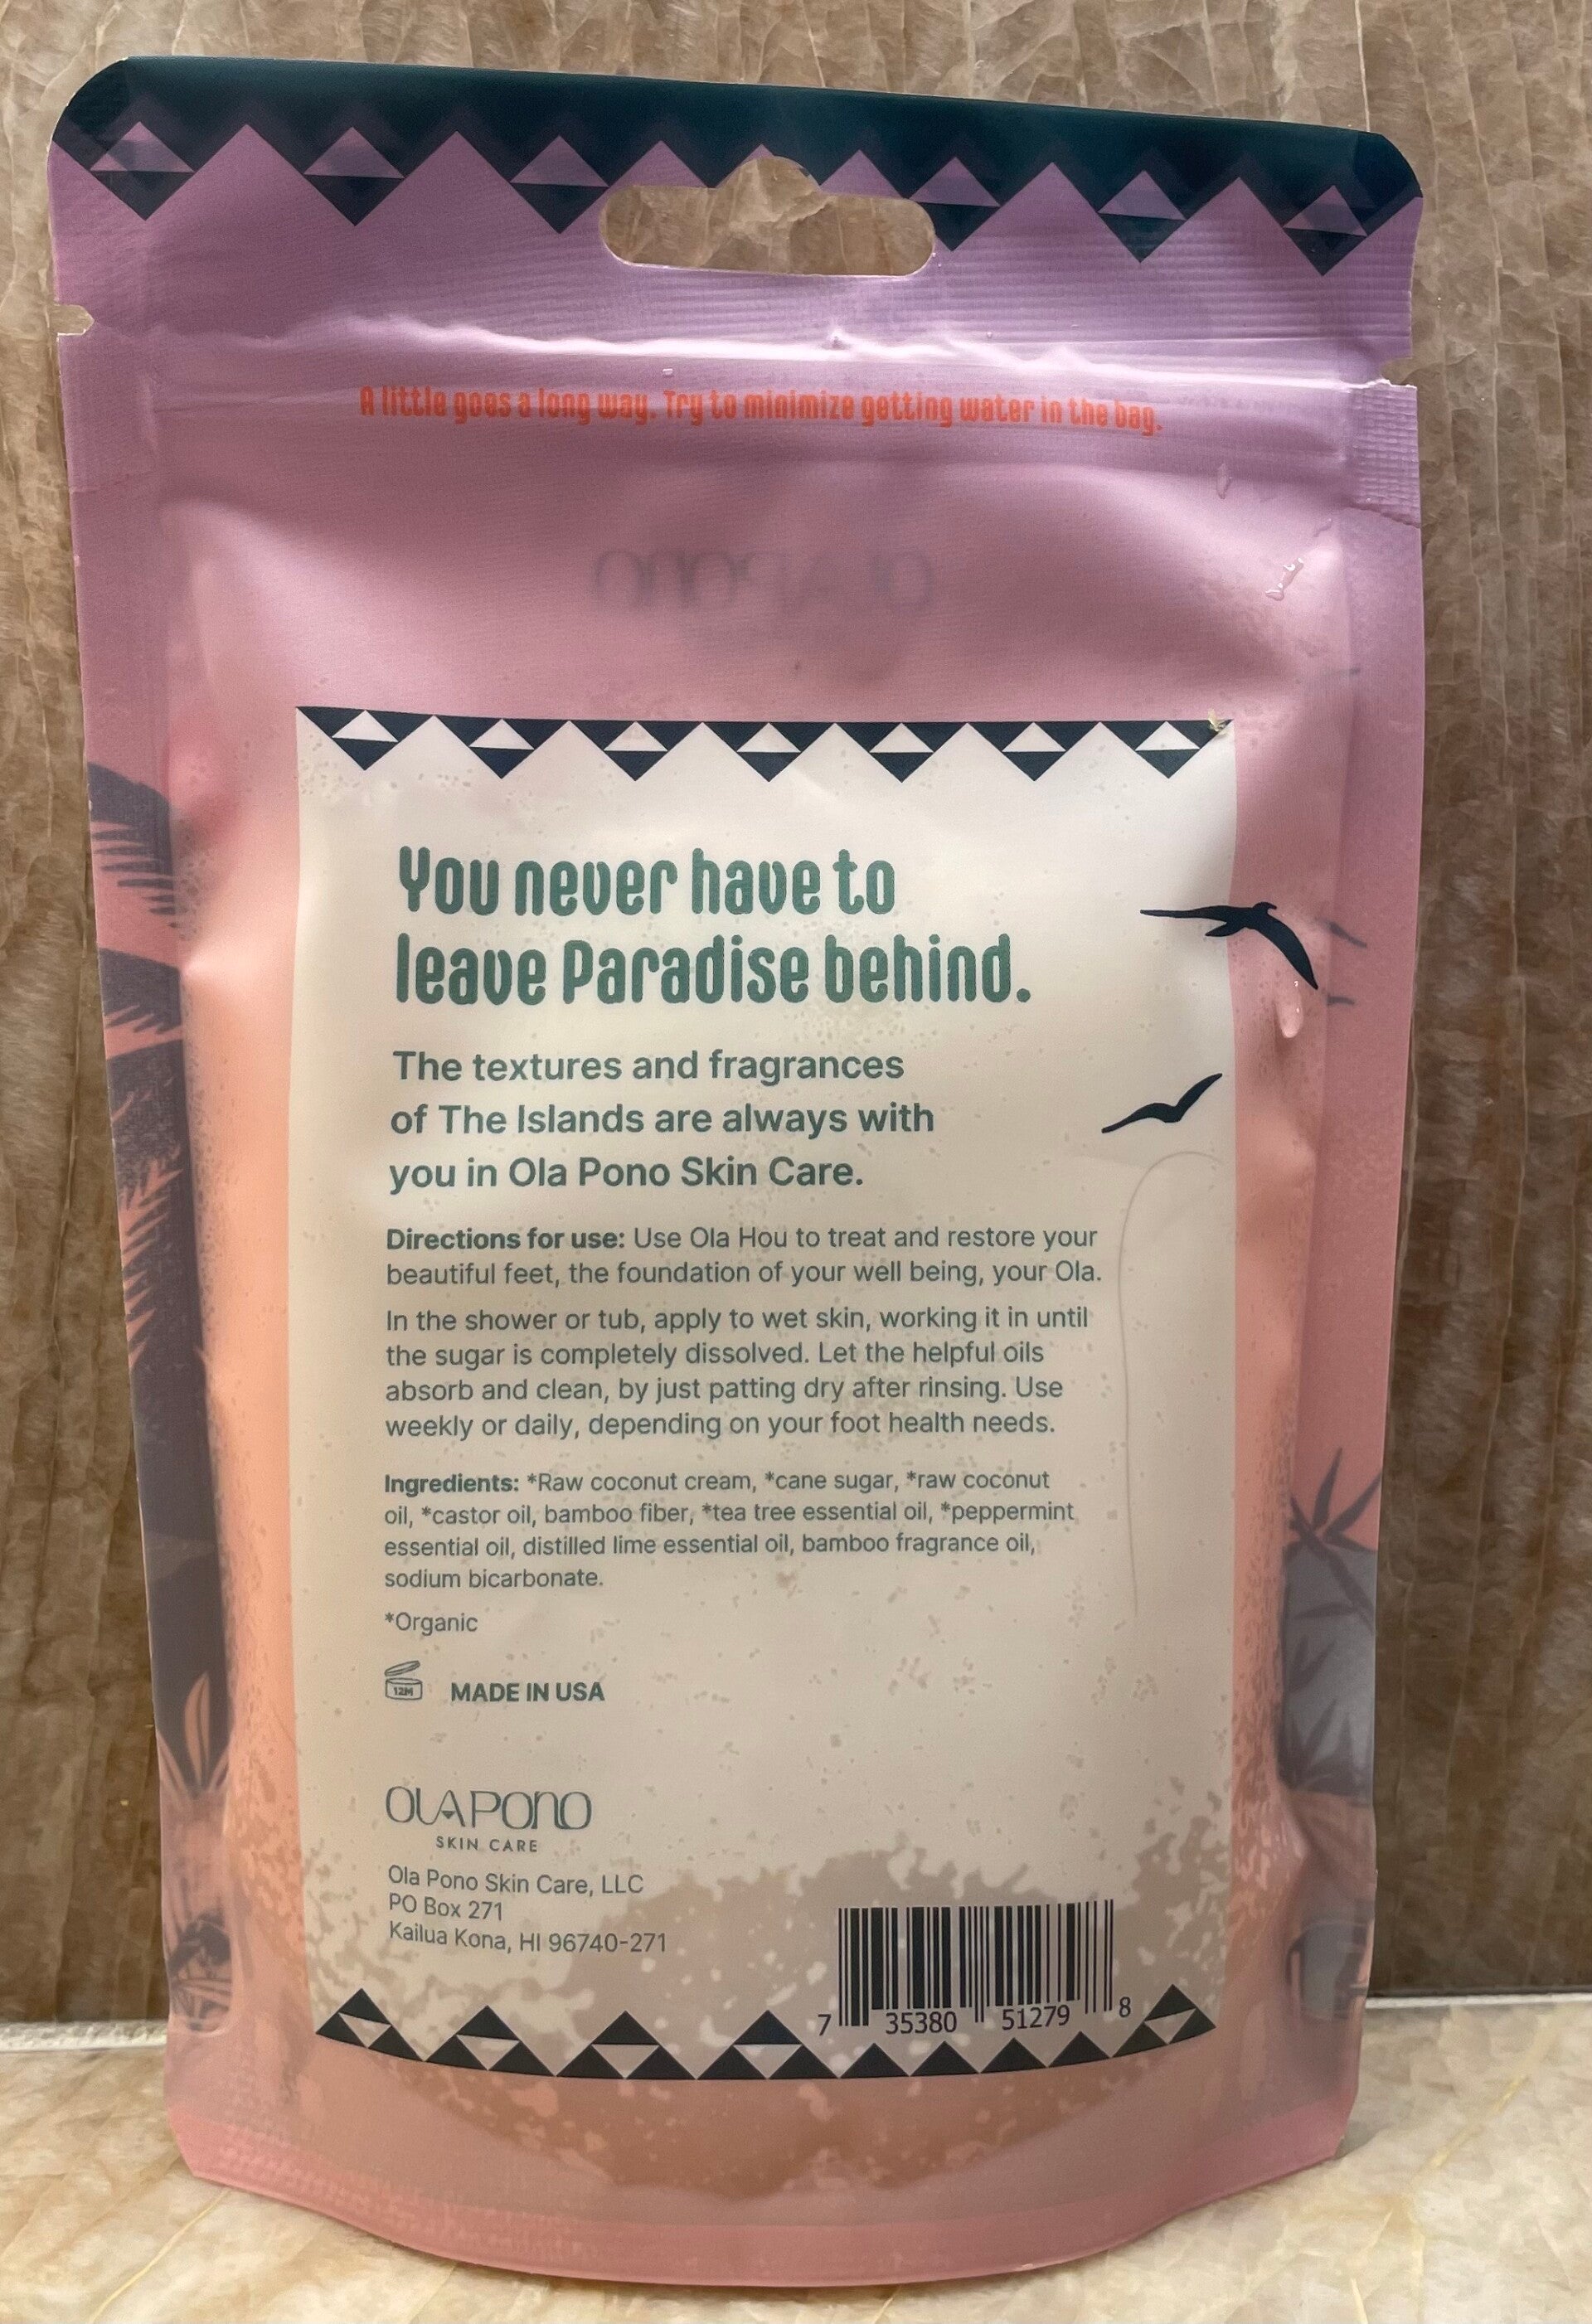 A little goes a long way. Try to minimize getting water in the bag.
You never have to
leave Paradise behind.
The textures and fragrances
of The Islands are always with
you in Ola Pono Skin Care.
Directions for use: Use Ola Hou to treat and restore your
beautiful feet, the foundation of your well being, your Ola.
In the shower or tub, apply to wet skin, working it in until
the sugar is completely dissolved. Let the helpful oils
absorb and clean, by just patting dry after rinsing. Use
weekly or daily, depending on your foot health needs.
Ingredients: *Raw coconut cream, *cane sugar, *raw coconut
oil, *castor oil, bamboo fiber, *tea tree essential oil, *peppermint
essential oil, distilled lime essential oil, bamboo fragrance oil,
sodium bicarbonate.
*Organic
12M MADE IN USA
OLA PONO
SKIN CARE
Ola Pono Skin Care, LLC
PO Box 271
Kailua Kona, HI 96740-271
7 35380 51279 8